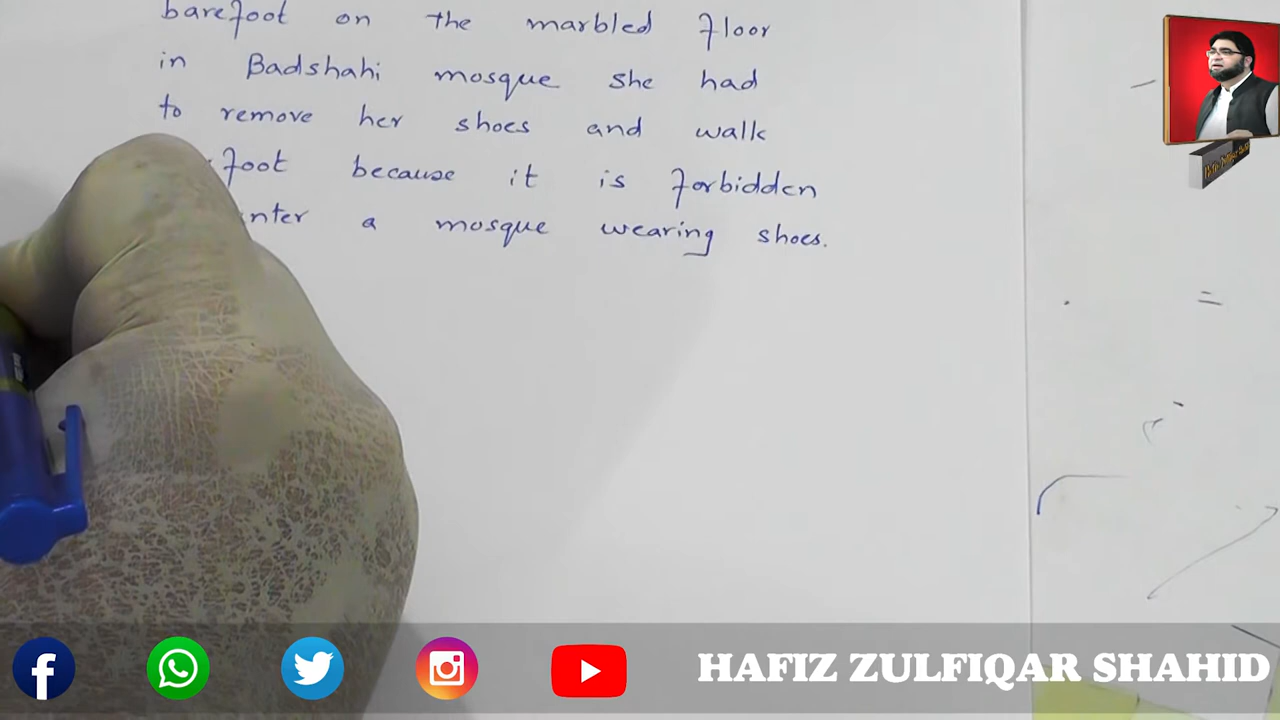 barefoot on the marbled floor
in Badshahi mosque she had
to remove her shoes and walk
foot because it is forbidden
nter a mosque wearing shoes.
HAFIZ ZULFIQAR SHAHID